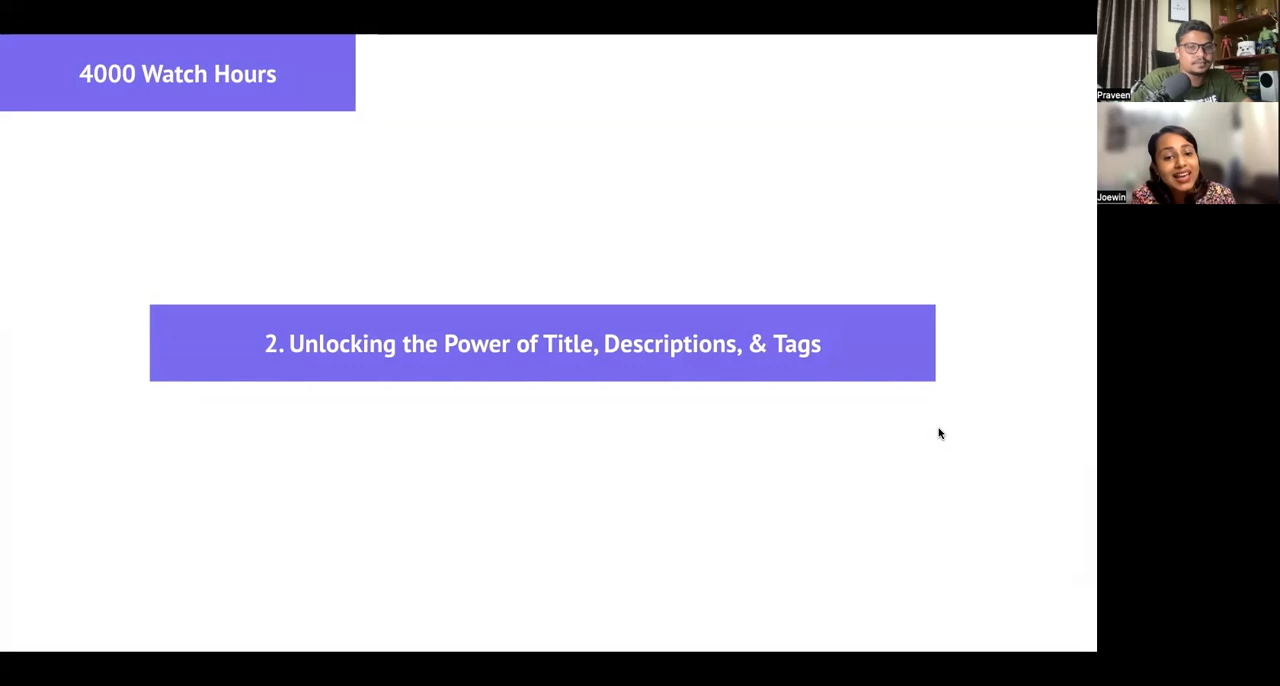 4000 Watch Hours
2. Unlocking the Power of Title, Descriptions, & Tags
Praveen
Joewin